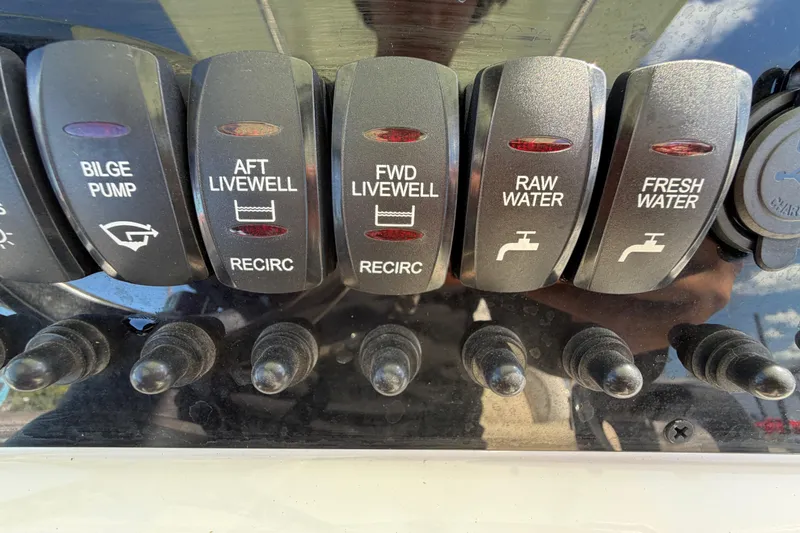 BILGE
PUMP
AFT
LIVEWELL
RECIRC
FWD
LIVEWELL
RECIRC
RAW
WATER
FRESH
WATER